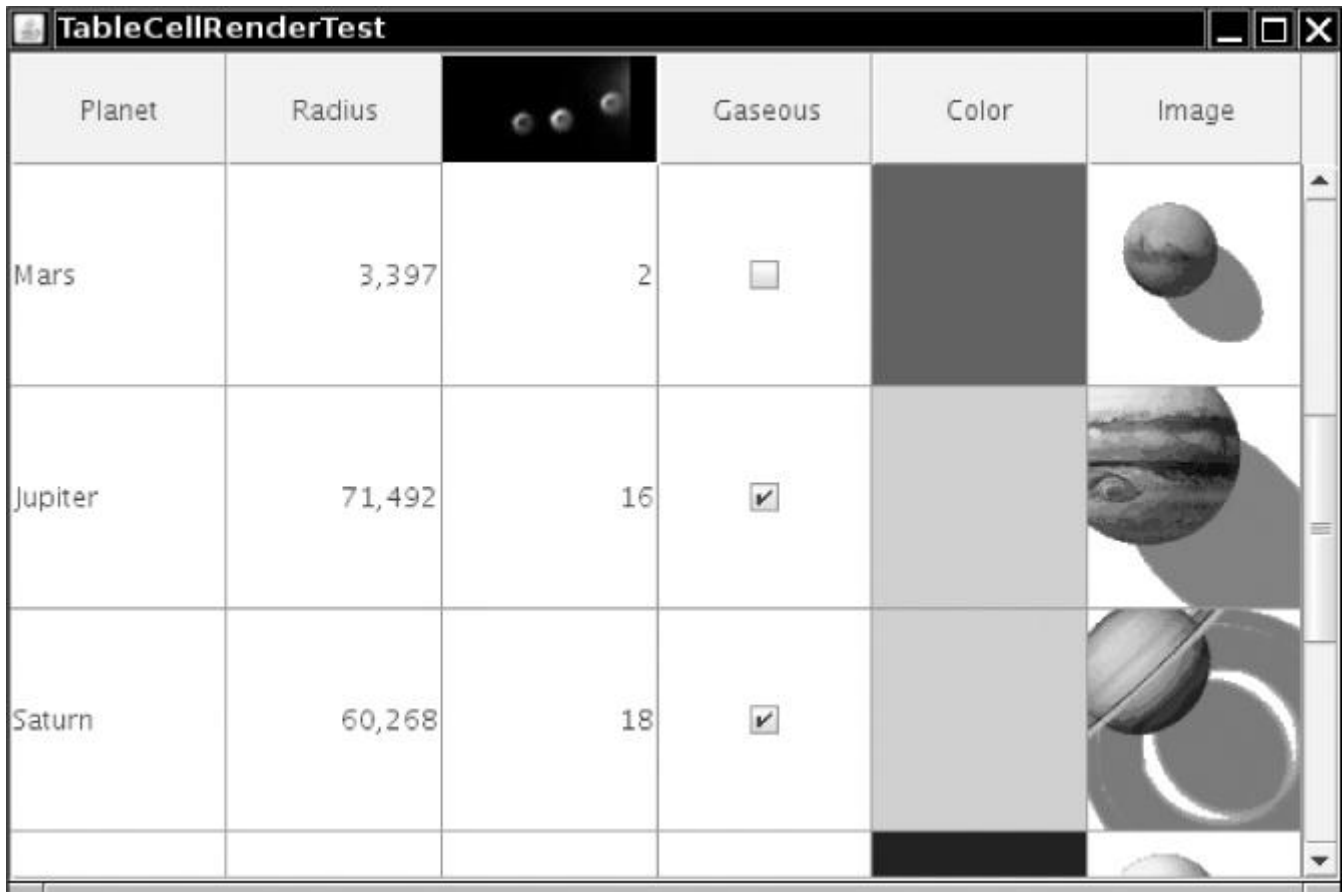 TableCellRenderTest
Planet Radius Gaseous Color Image
Mars 3,397 2
Jupiter 71,492 16
Saturn 60,268 18